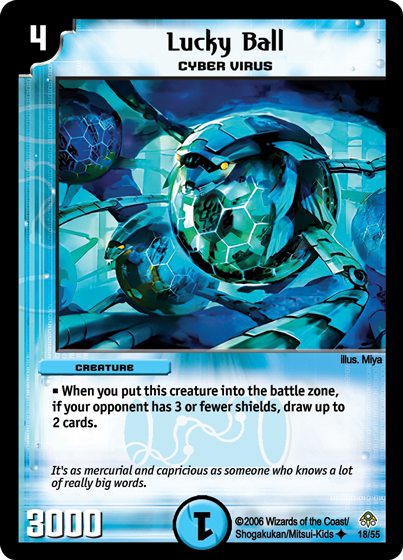 4
Lucky Ball
CYBER VIRUS
illus. Miya
CREATURE
▪ When you put this creature into the battle zone,
if your opponent has 3 or fewer shields, draw up to
2 cards.
It's as mercurial and capricious as someone who knows a lot
of really big words.
3000
1
©2006 Wizards of the Coast/
Shogakukan/Mitsui-Kids ✦ 18/55